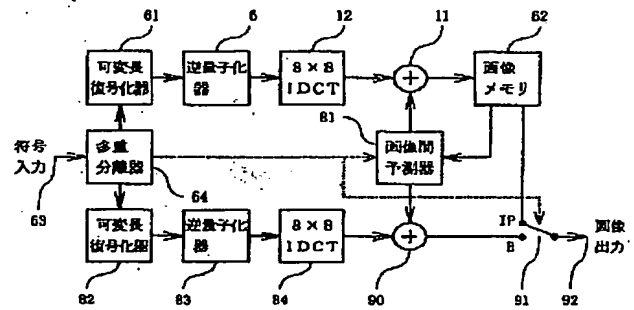 61
6
12
11
62
可変長
復号化器
逆量子化
器
8×8
IDCT
+
画像
メモリ
81
符号
入力
多重
分離器
画像間
予測器
63
64
可変長
復号化器
逆量子化
器
8×8
IDCT
+
IP
B
画像
出力
82
83
84
90
91
92